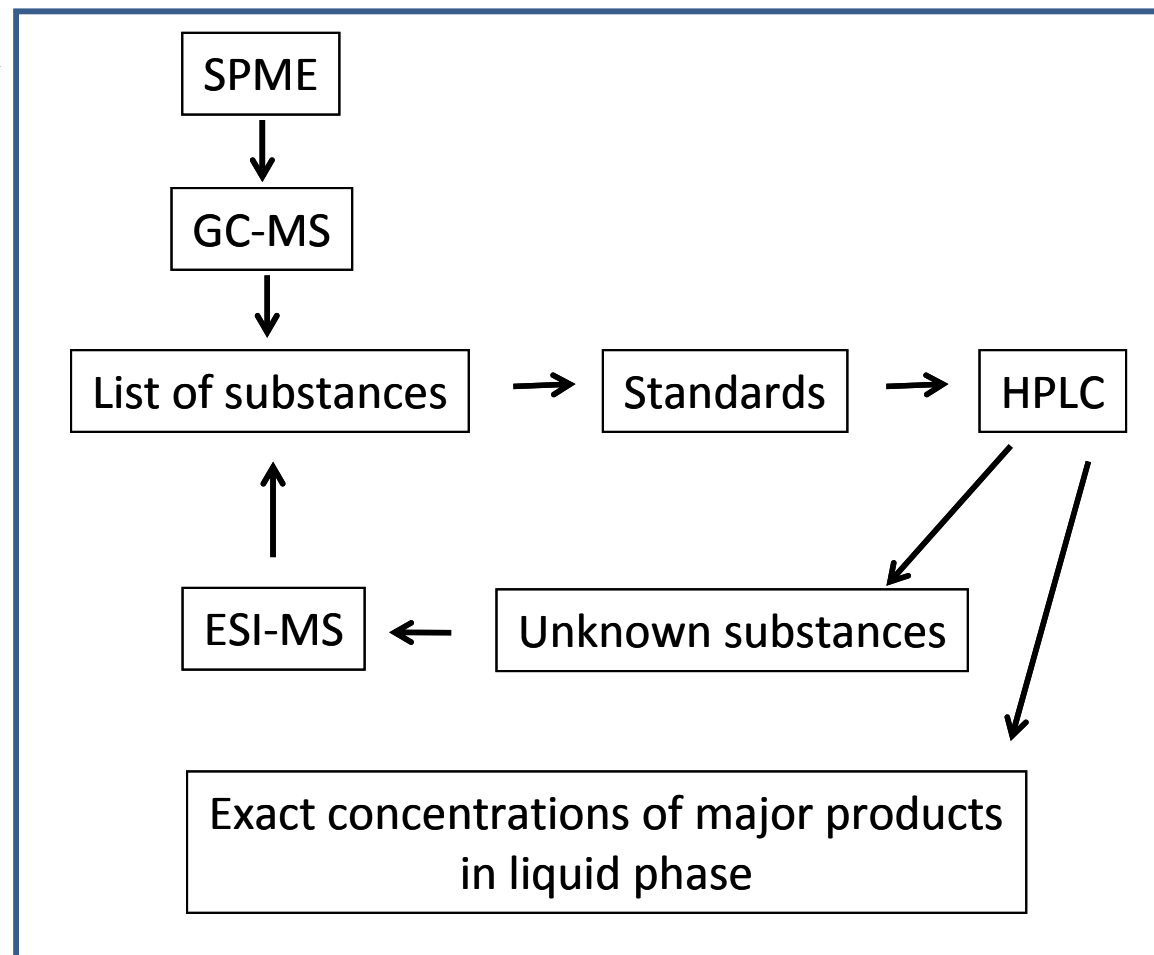 SPME
GC-MS
List of substances
Standards
HPLC
ESI-MS
Unknown substances
Exact concentrations of major products
in liquid phase